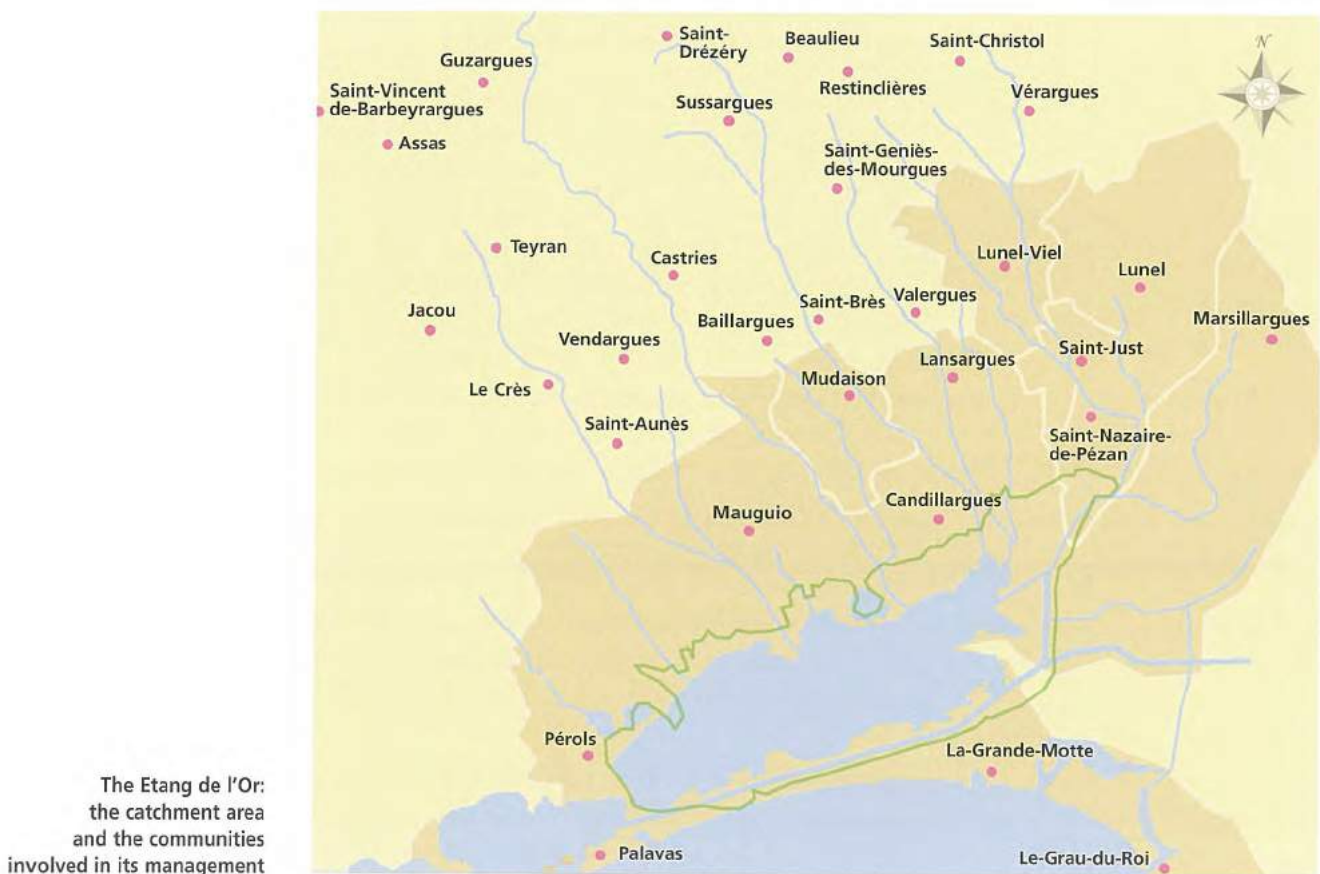 N
Saint-
Drézéry
Beaulieu
Saint-Christol
Guzargues
Saint-Vincent
de-Barbeyrargues
Restinclières
Vérargues
Sussargues
Assas
Saint-Geniès-
des-Mourgues
Teyran
Castries
Lunel-Viel
Lunel
Jacou
Saint-Brès
Valergues
Baillargues
Marsillargues
Vendargues
Saint-Just
Lansargues
Mudaison
Le Crès
Saint-Aunès
Saint-Nazaire-
de-Pézan
Candillargues
Mauguio
Pérols
La-Grande-Motte
Palavas
Le-Grau-du-Roi
The Etang de l'Or:
the catchment area
and the communities
involved in its management